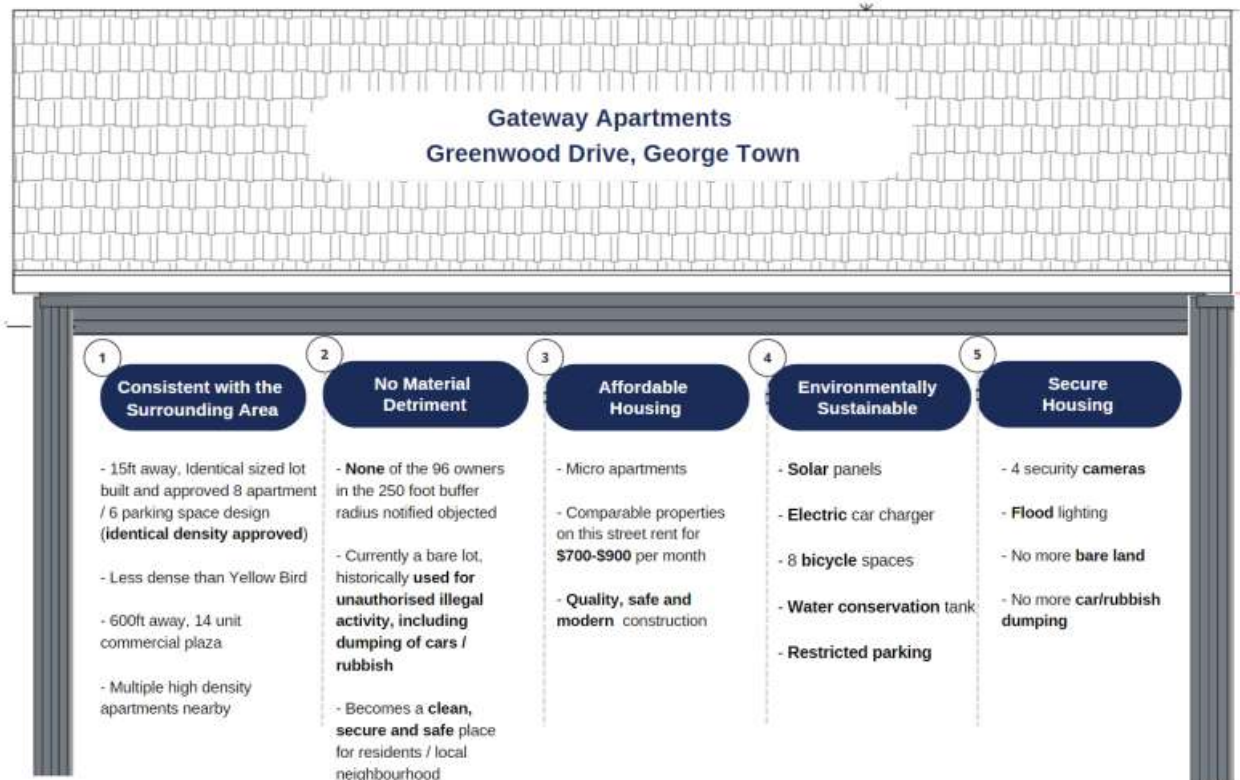 Gateway Apartments
Greenwood Drive, George Town
1
Consistent with the
Surrounding Area
- 15ft away, Identical sized lot
built and approved 8 apartment
/ 6 parking space design
(identical density approved)
- Less dense than Yellow Bird
- 600ft away, 14 unit
commercial plaza
- Multiple high density
apartments nearby
2
No Material
Detriment
- None of the 96 owners
in the 250 foot buffer
radius notified objected
- Currently a bare lot,
historically used for
unauthorised illegal
activity, including
dumping of cars /
rubbish
- Becomes a clean,
secure and safe place
for residents / local
neighbourhood
3
Affordable
Housing
- Micro apartments
- Comparable properties
on this street rent for
$700-$900 per month
- Quality, safe and
modern construction
4
Environmentally
Sustainable
- Solar panels
- Electric car charger
- 8 bicycle spaces
- Water conservation tank
- Restricted parking
5
Secure
Housing
- 4 security cameras
- Flood lighting
- No more bare land
- No more car/rubbish
dumping